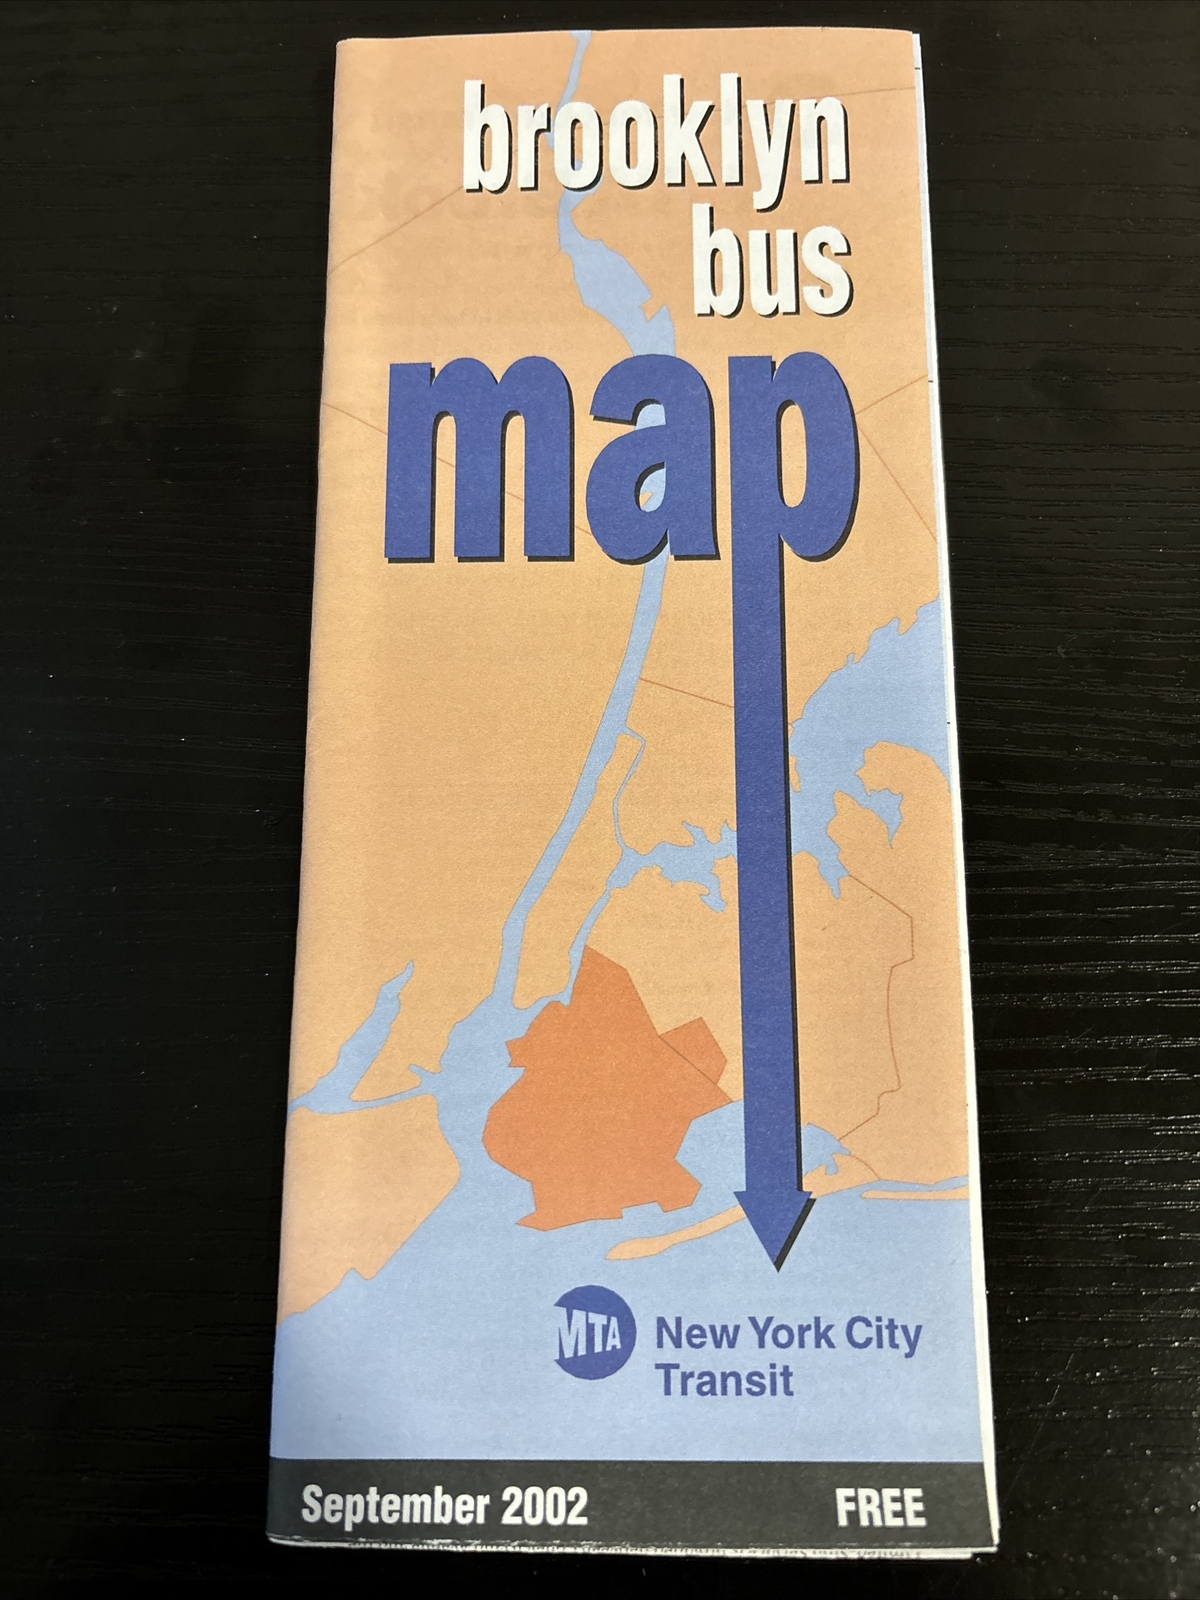 brooklyn
bus
map
MTA
New York City
Transit
September 2002
FREE